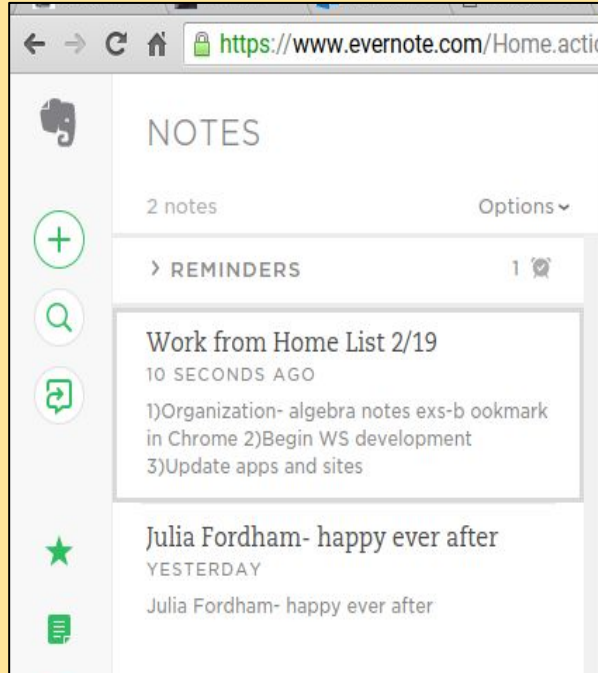 https://www.evernote.com/Home.actio
NOTES
2 notes Options
REMINDERS 1
Work from Home List 2/19
10 SECONDS AGO
1)Organization- algebra notes exs-b ookmark
in Chrome 2)Begin WS development
3)Update apps and sites
Julia Fordham- happy ever after
YESTERDAY
Julia Fordham- happy ever after